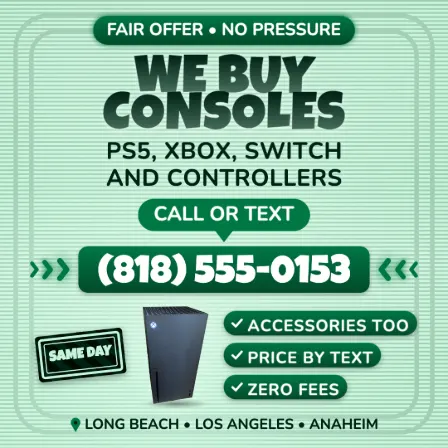 FAIR OFFER • NO PRESSURE
WE BUY
CONSOLES
PS5, XBOX, SWITCH
AND CONTROLLERS
CALL OR TEXT
(818) 555-0153
SAME DAY
ACCESSORIES TOO
PRICE BY TEXT
ZERO FEES
LONG BEACH • LOS ANGELES • ANAHEIM